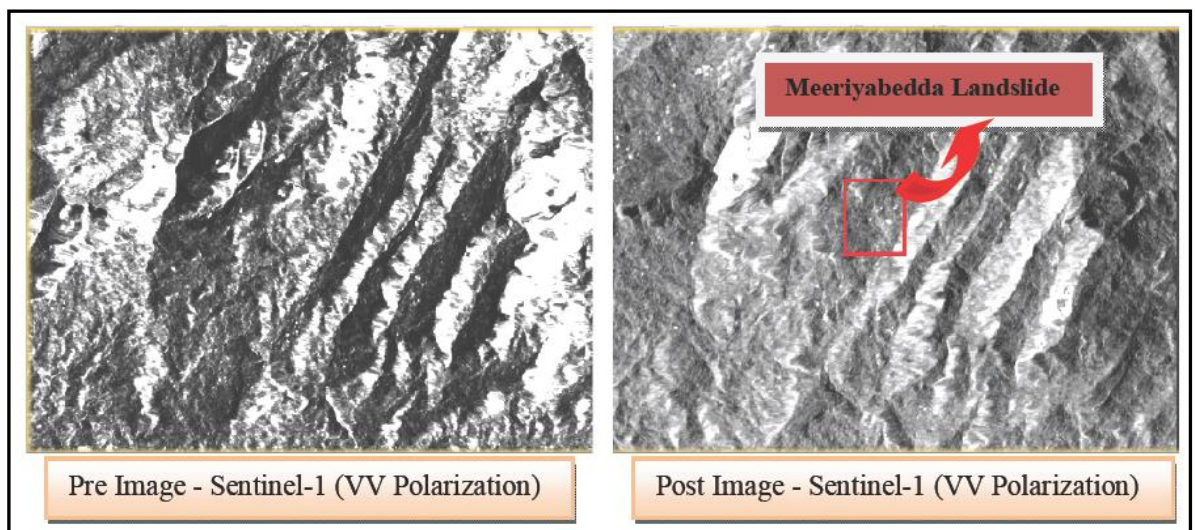 Meeriyabedda Landslide
Pre Image - Sentinel-1 (VV Polarization)
Post Image - Sentinel-1 (VV Polarization)